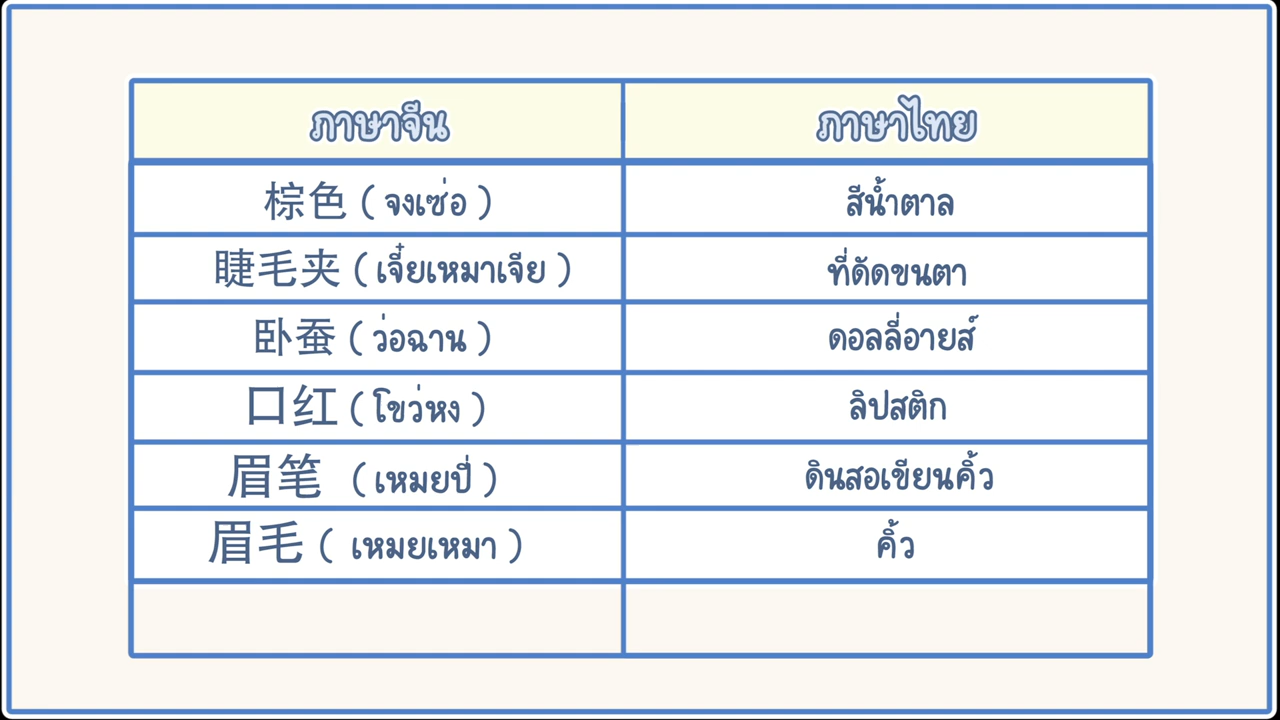 ภาษาจีน ภาษาไทย
棕色 ( จงเซ่อ ) สีน้ำตาล
睫毛夹 ( เจี๋ยเหมาเจีย ) ที่ดัดขนตา
卧蚕 ( ว่อฉาน ) ดอลลี่อายส์
口红 ( โขว่หง ) ลิปสติก
眉笔 ( เหมยปี่ ) ดินสอเขียนคิ้ว
眉毛 ( เหมยเหมา ) คิ้ว